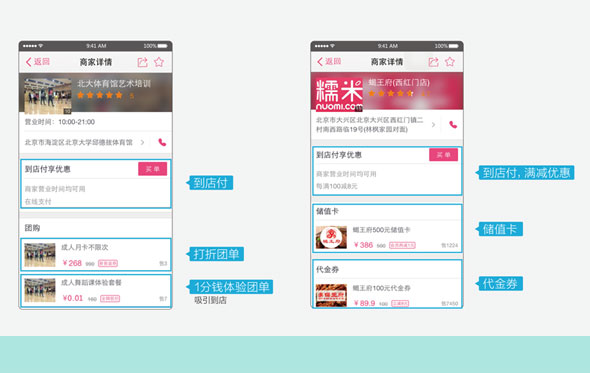 9:41 AM
100%
返回
商家详情
北大体育馆艺术培训
5
营业时间：10:00-21:00
北京市海淀区北京大学邱德拔体育馆
到店付享优惠
买单
商家营业时间均可用
在线支付
团购
成人月卡不限次
¥268
成人舞蹈课体验套餐
¥0.01
160
到店付
打折团单
1分钱体验团单
吸引到店
9:41 AM
100%
返回
商家详情
糯米
nuomi.com
蝎王府(西红门店)
北京市大兴区北京大兴区西红门镇二
村南西路临19号(林枫家园对面)
到店付享优惠
买单
商家营业时间均可用
每满100减8元
储值卡
蝎王府500元储值卡
¥386
售1224
代金券
蝎王府100元代金券
¥89.9
100
售7450
到店付, 满减优惠
储值卡
代金券